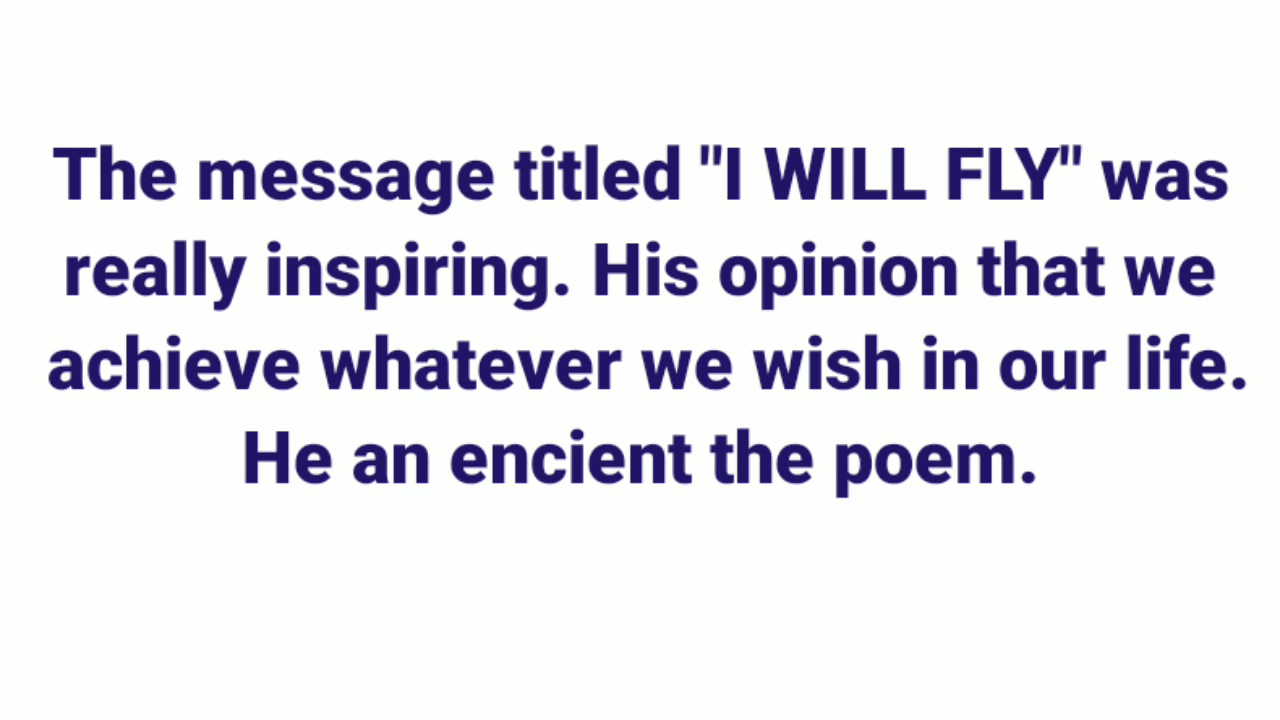 The message titled "I WILL FLY" was
really inspiring. His opinion that we
achieve whatever we wish in our life.
He an encient the poem.